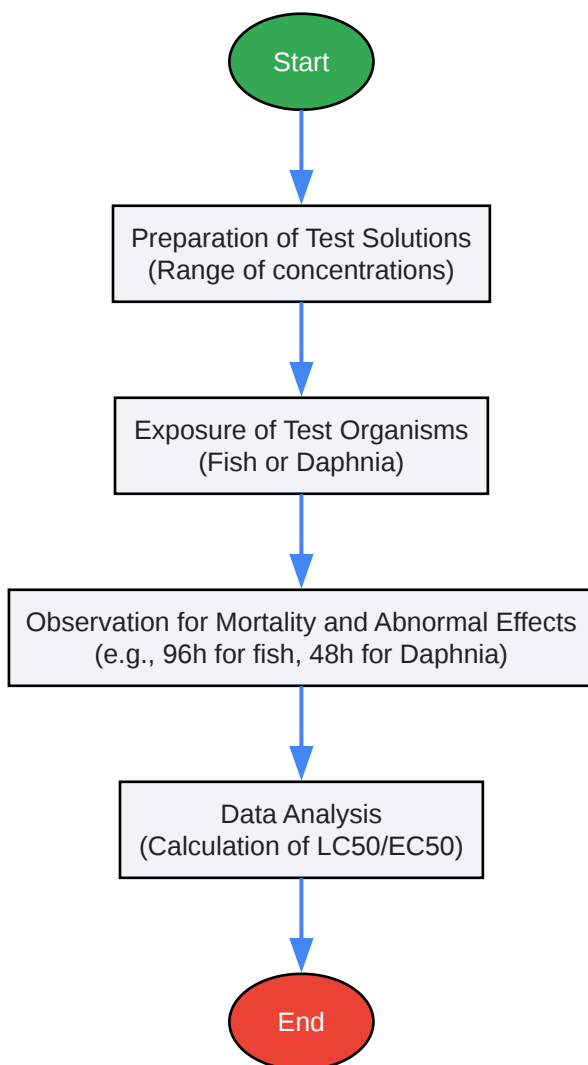 Start
Preparation of Test Solutions
(Range of concentrations)
Exposure of Test Organisms
(Fish or Daphnia)
Observation for Mortality and Abnormal Effects
(e.g., 96h for fish, 48h for Daphnia)
Data Analysis
(Calculation of LC50/EC50)
End